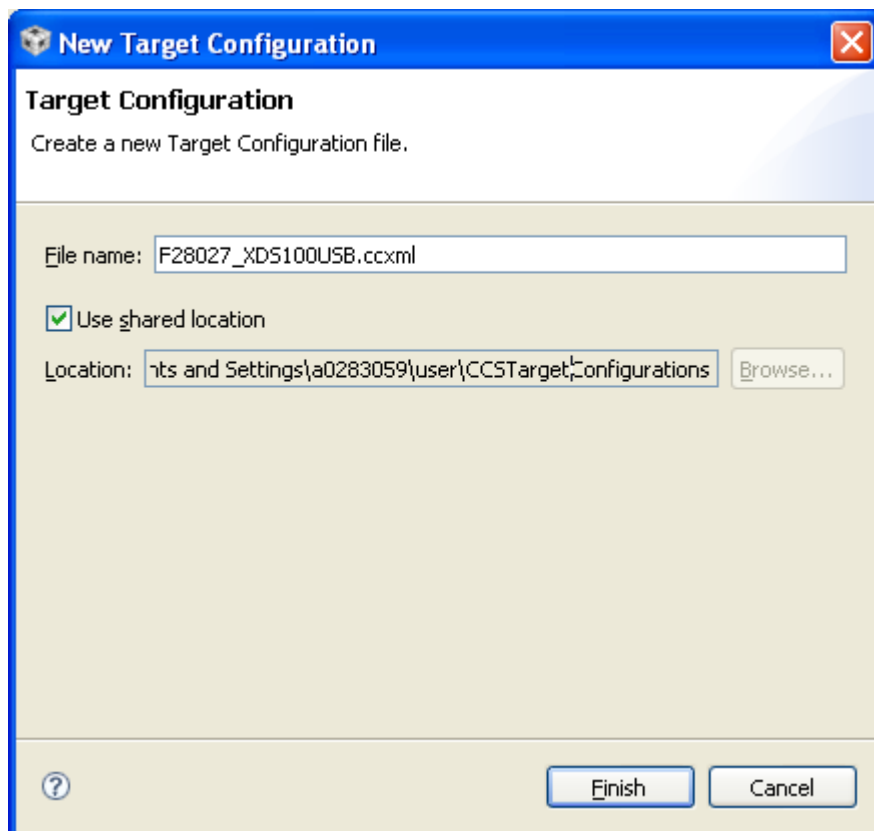 New Target Configuration
Target Configuration
Create a new Target Configuration file.
File name: F28027_XDS100USB.ccxml
Use shared location
Location: nts and Settings\a0283059\user\CCSTargetConfigurations Browse...
? Finish Cancel